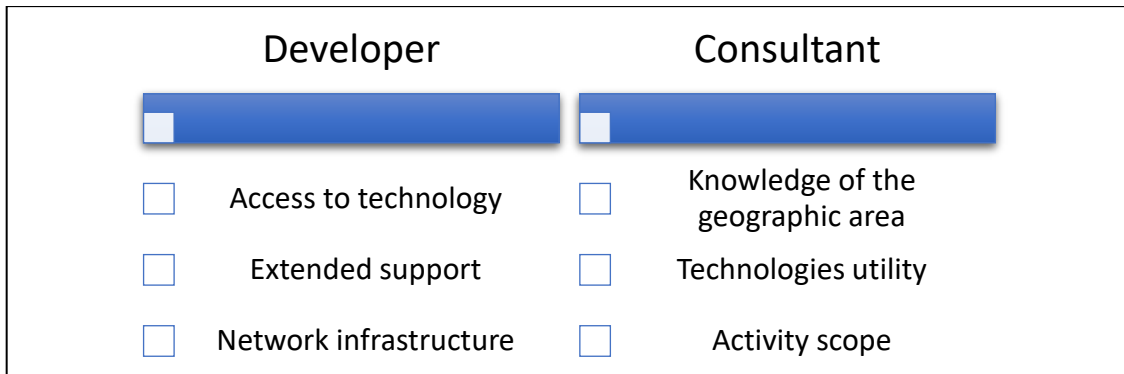 Developer
Access to technology
Extended support
Network infrastructure
Consultant
Knowledge of the
geographic area
Technologies utility
Activity scope